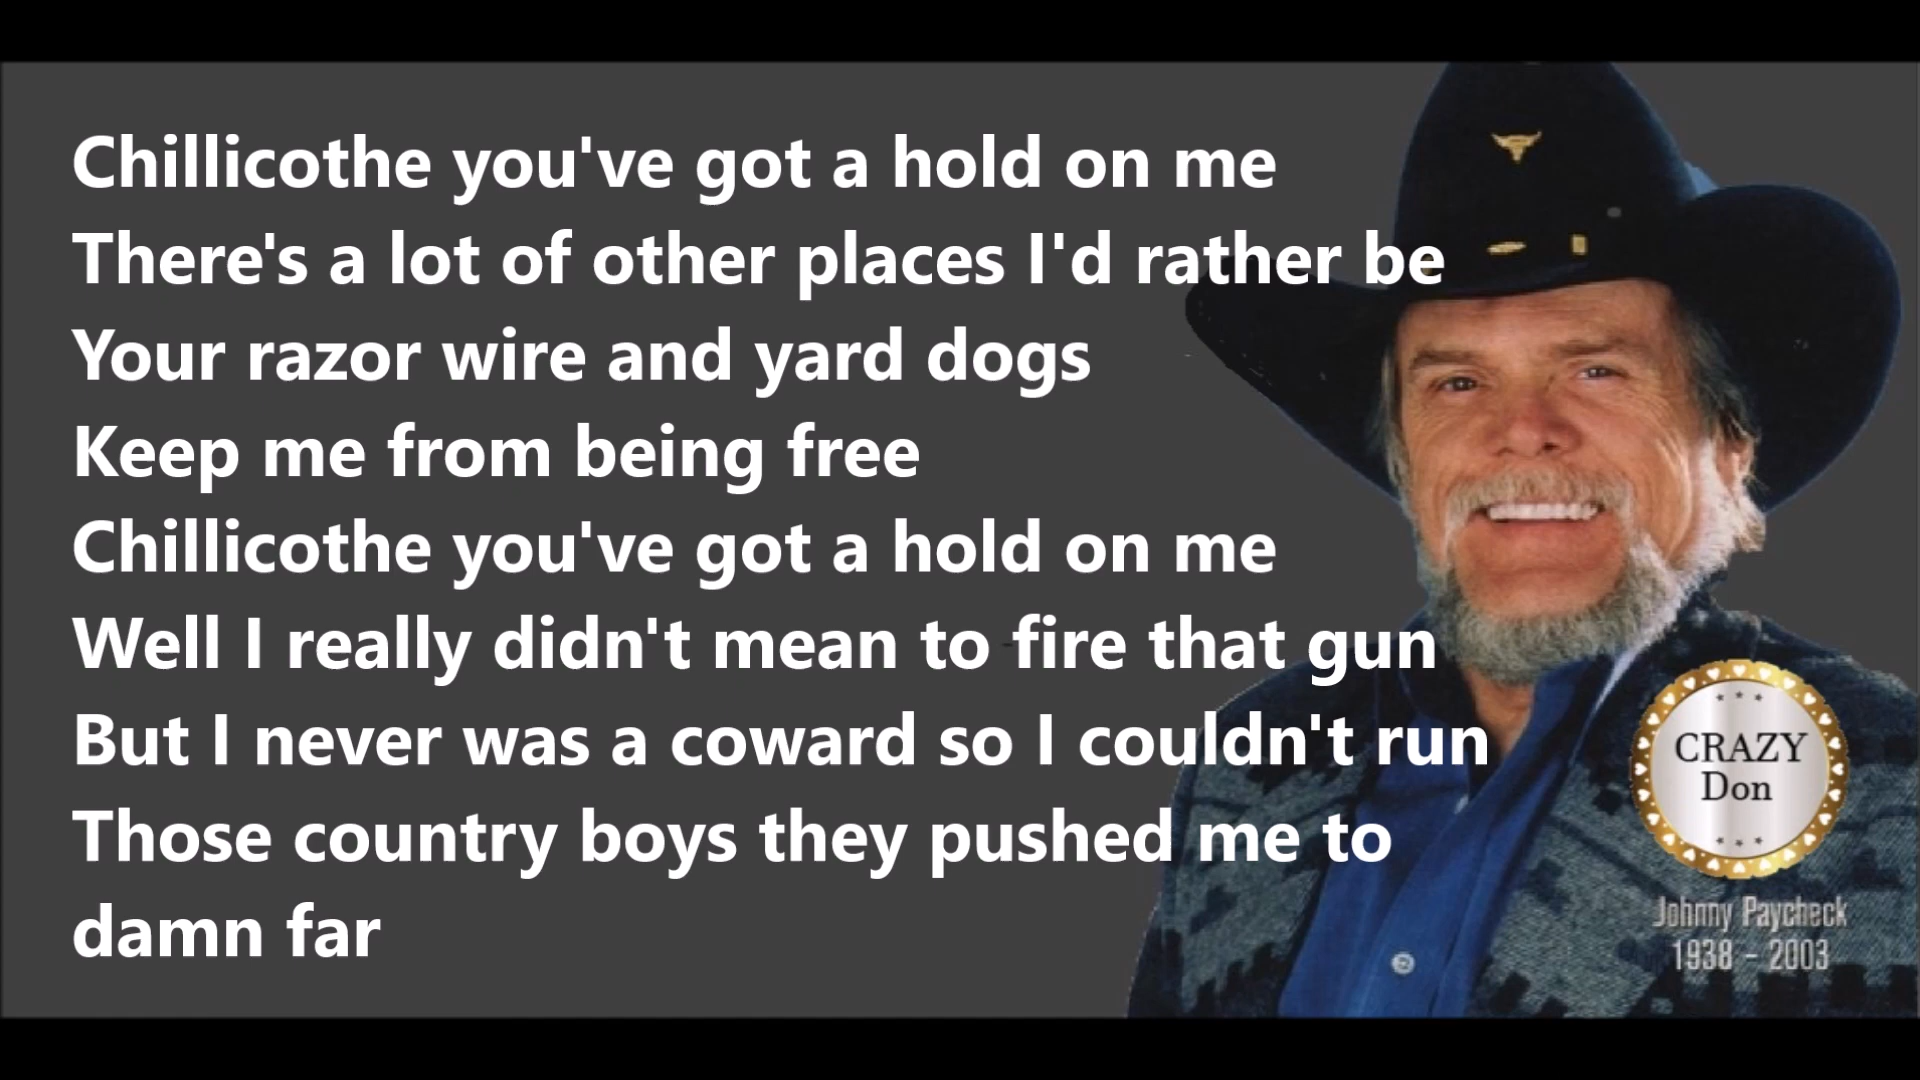 Chillicothe you've got a hold on me
There's a lot of other places I'd rather be
Your razor wire and yard dogs
Keep me from being free
Chillicothe you've got a hold on me
Well I really didn't mean to fire that gun
But I never was a coward so I couldn't run
Those country boys they pushed me to
damn far
CRAZY
Don
Johnny Paycheck
1938 - 2003